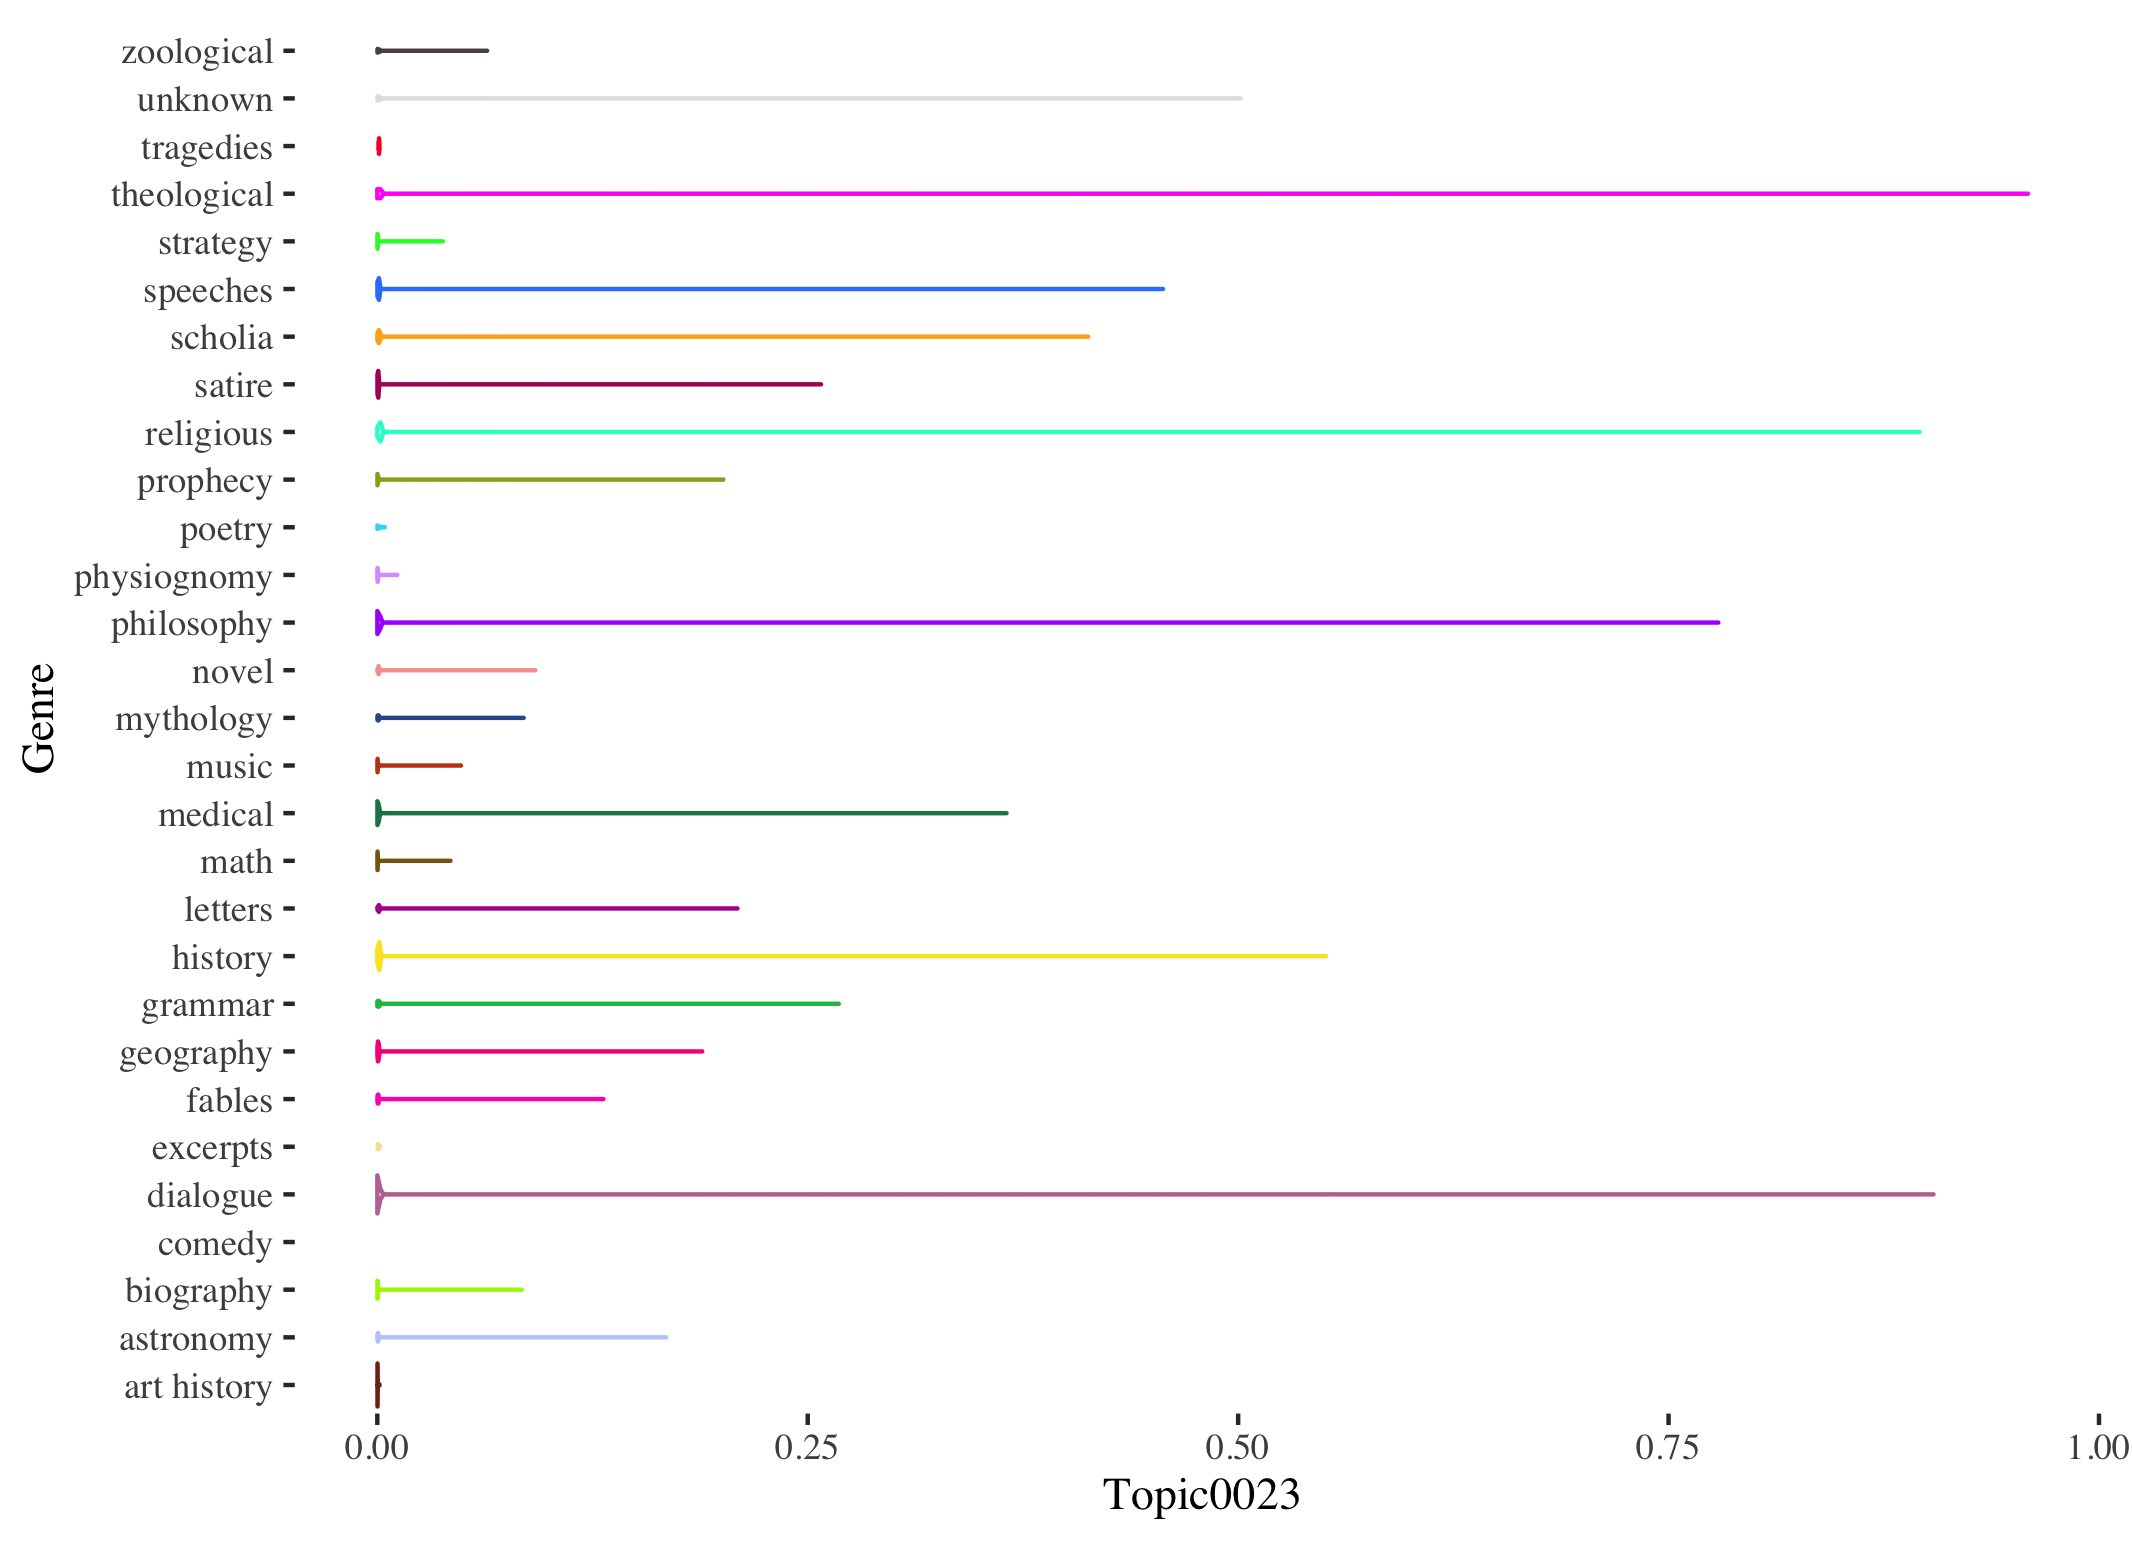 zoological
unknown
tragedies
theological
strategy
speeches
scholia
satire
religious
prophecy
poetry
physiognomy
philosophy
novel
mythology
music
medical
math
letters
history
grammar
geography
fables
excerpts
dialogue
comedy
biography
astronomy
art history
Genre
0.00 0.25 0.50 0.75 1.00
Topic0023